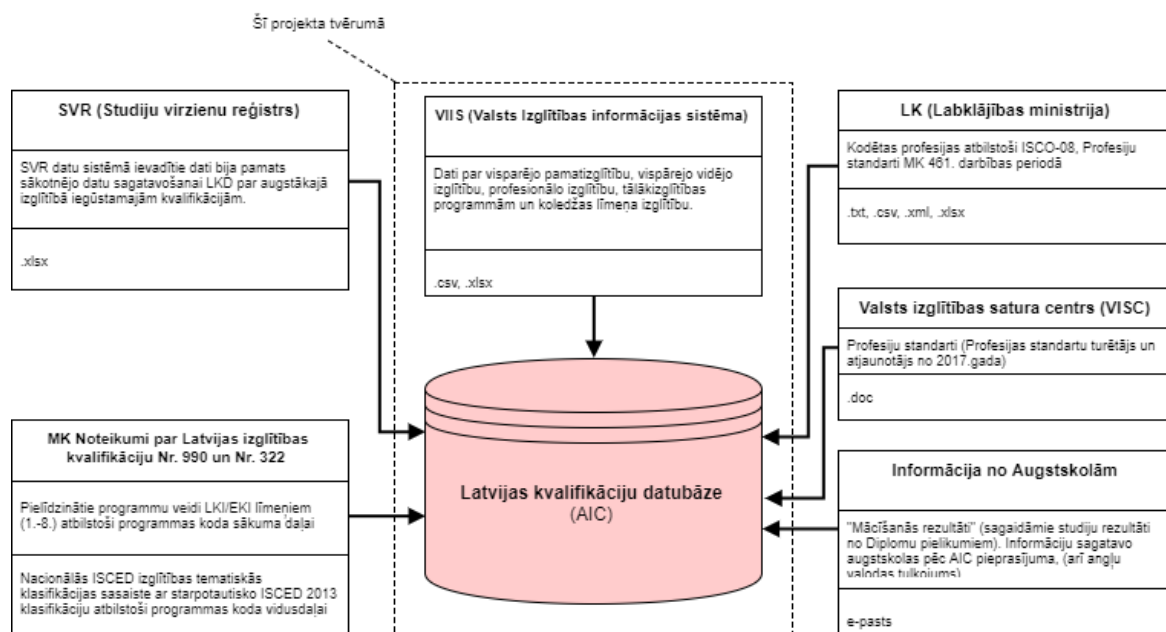 Šī projekta tvērumā
SVR (Studiju virzienu reģistrs)
SVR datu sistēmā ievadītie dati bija pamats
sākotnējo datu sagatavošanai LKD par augstākajā
izglītībā iegūstamajām kvalifikācijām.
.xlsx
VIIS (Valsts Izglītības informācijas sistēma)
Dati par visparējo pamatizglītību, vispārejo vidējo
izglītību, profesionālo izglītību, tālākizglītības
programmām un koledžas līmeņa izglītību.
.csv, .xlsx
LK (Labklājības ministrija)
Kodētas profesijas atbilstoši ISCO-08, Profesiju
standarti MK 461. darbības periodā
.txt, .csv, .xml, .xlsx
Valsts izglītības satura centrs (VISC)
Profesiju standarti (Profesijas standartu turētājs un
atjaunotājs no 2017.gada)
.doc
MK Noteikumi par Latvijas izglītības
kvalifikāciju Nr. 990 un Nr. 322
Pielīdzinātie programmu veidi LKI/EKI līmeņiem
(1.-8.) atbilstoši programmas koda sākuma daļai
Nacionālās ISCED izglītības tematiskās
klasifikācijas sasaiste ar starpotautisko ISCED 2013
klasifikāciju atbilstoši programmas koda vidusdaļai
Latvijas kvalifikāciju datubāze
(AIC)
Informācija no Augstskolām
"Mācīšanās rezultāti" (sagaidāmie studiju rezultāti
no Diplomu pielikumiem). Informāciju sagatavo
augstskolas pēc AIC pieprasījuma, (arī angļu
valodas tulkojums)
e-pasts